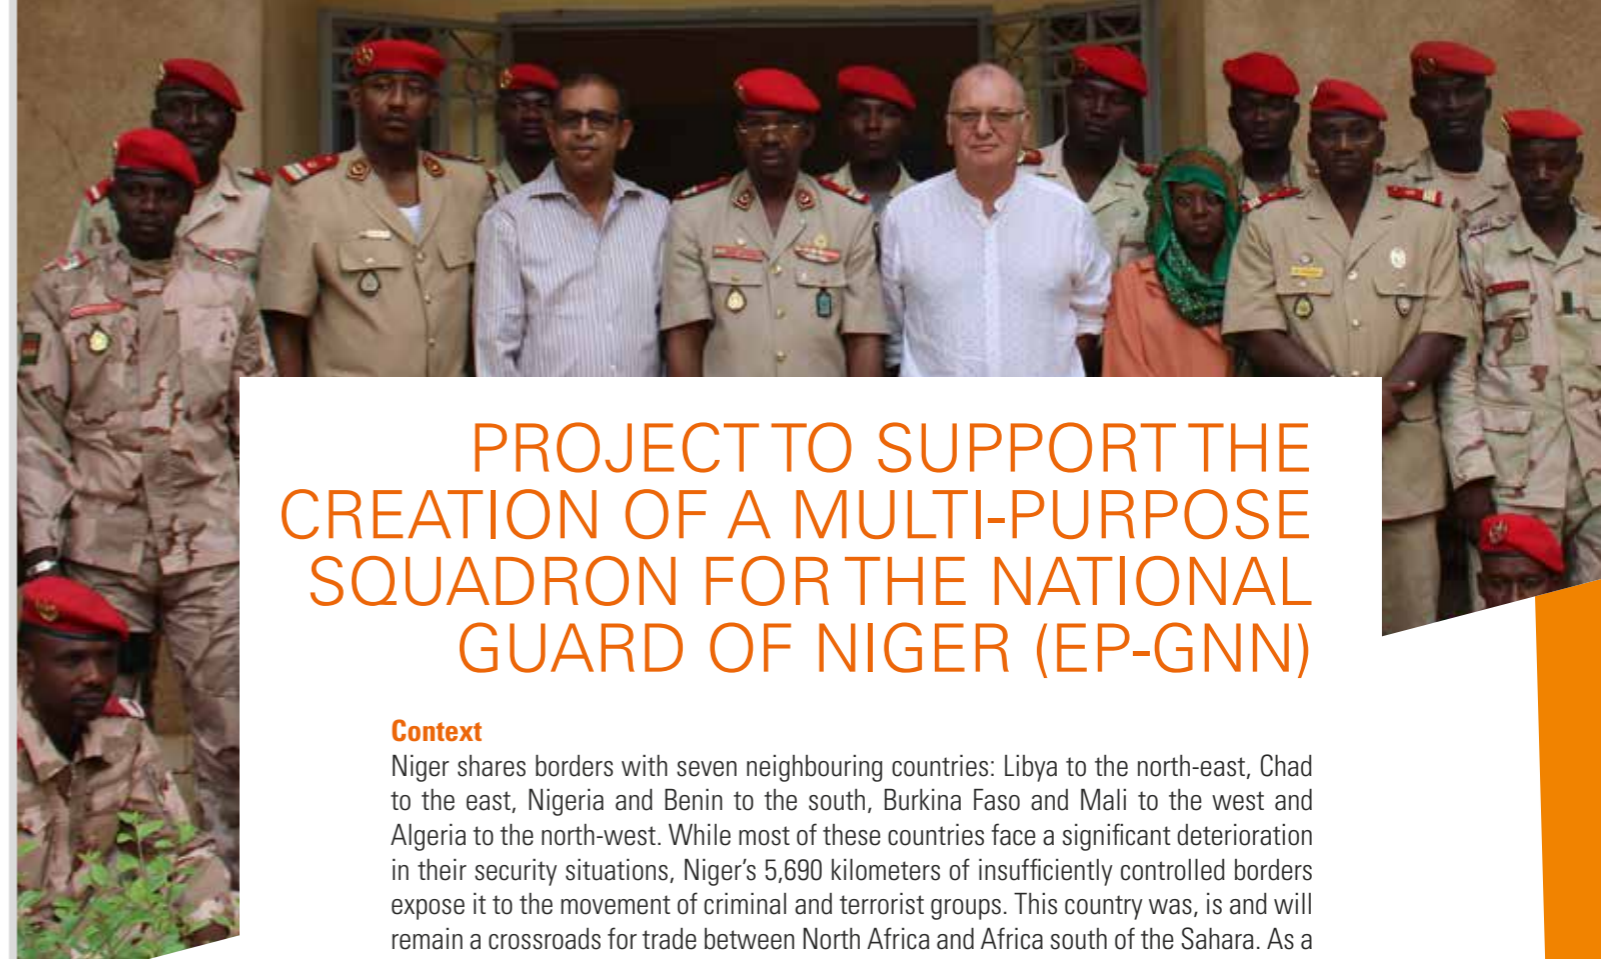 PROJECT TO SUPPORT THE
CREATION OF A MULTI-PURPOSE
SQUADRON FOR THE NATIONAL
GUARD OF NIGER (EP-GNN)
Context
Niger shares borders with seven neighbouring countries: Libya to the north-east, Chad
to the east, Nigeria and Benin to the south, Burkina Faso and Mali to the west and
Algeria to the north-west. While most of these countries face a significant deterioration
in their security situations, Niger’s 5,690 kilometers of insufficiently controlled borders
expose it to the movement of criminal and terrorist groups. This country was, is and will
remain a crossroads for trade between North Africa and Africa south of the Sahara. As a